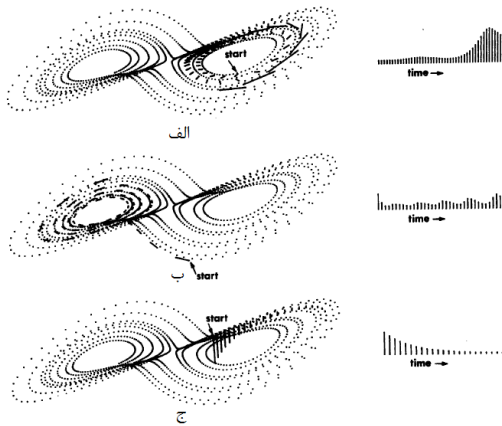 start
time →
الف
start
time →
ب
start
time →
ج